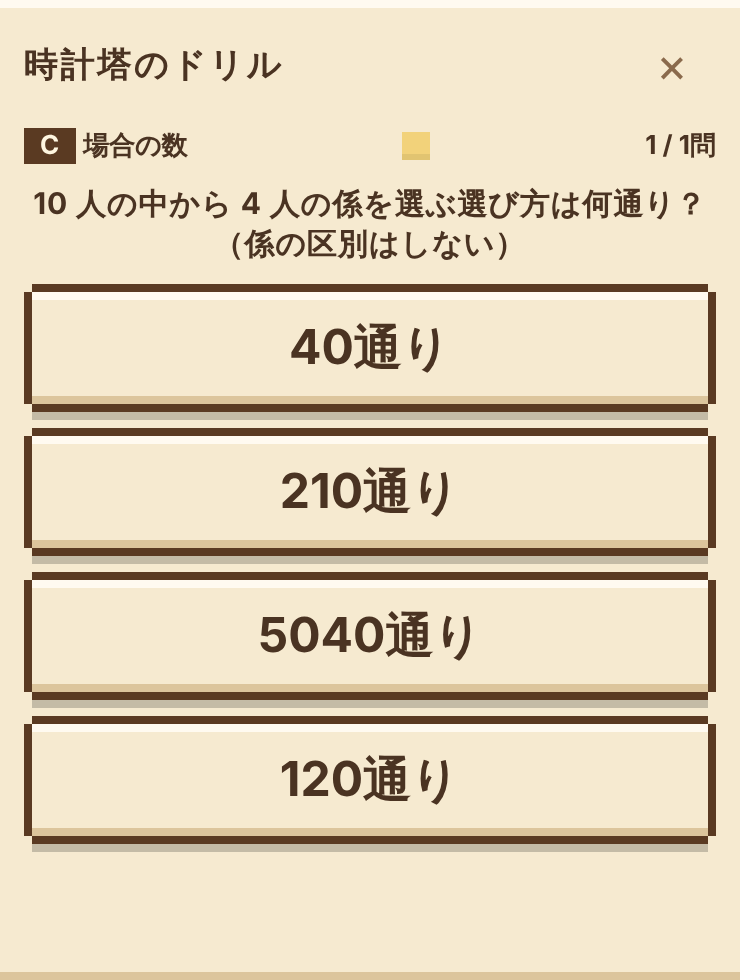 時計塔のドリル
×
C 場合の数
1 / 1問
10 人の中から 4 人の係を選ぶ選び方は何通り？
（係の区別はしない）
40通り
210通り
5040通り
120通り